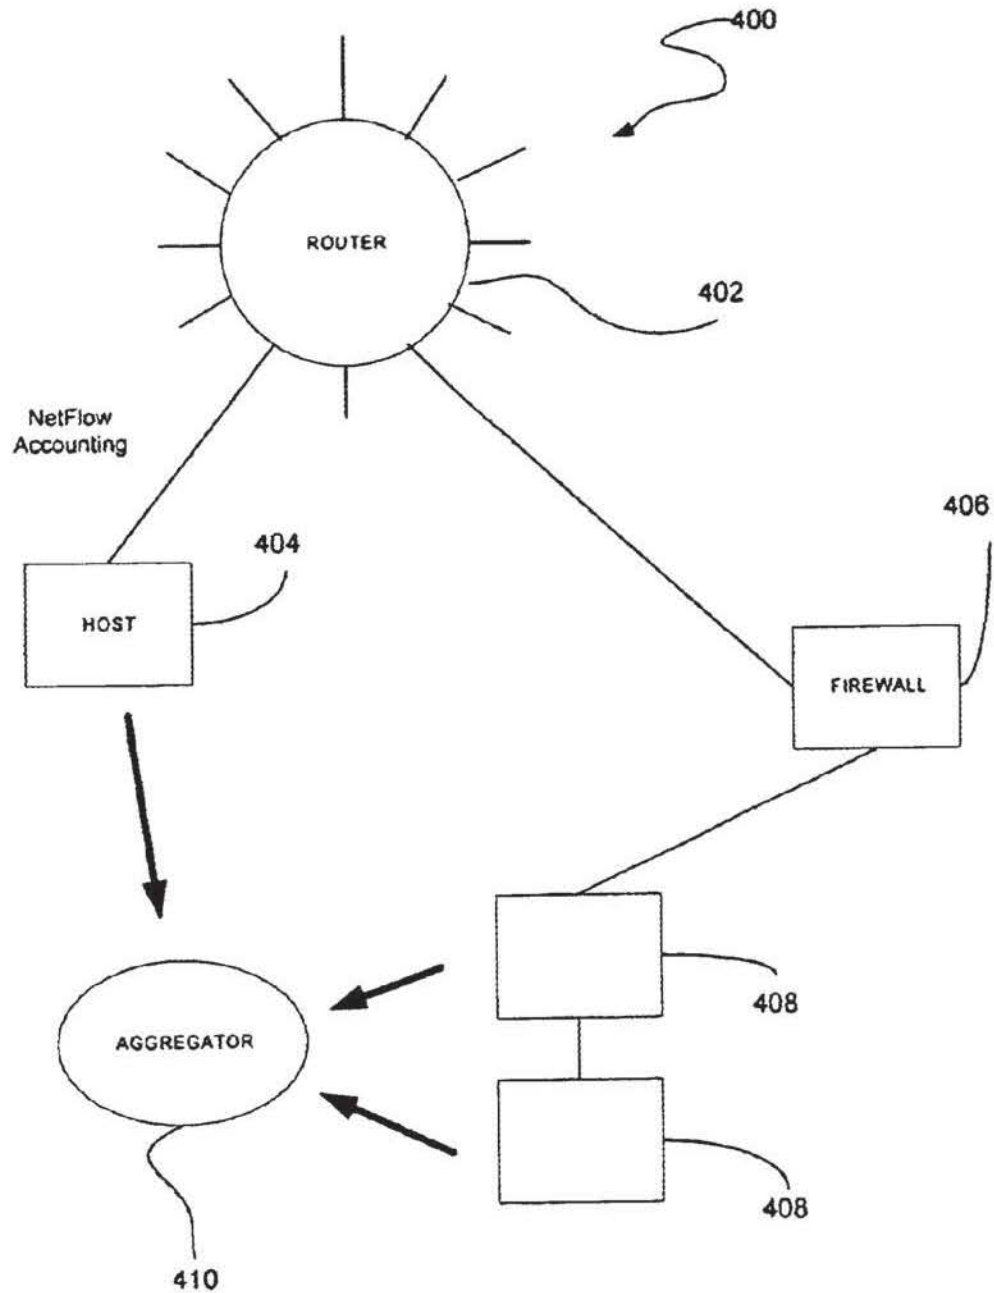 400
ROUTER
402
NetFlow
Accounting
406
404
HOST
FIREWALL
408
AGGREGATOR
408
410